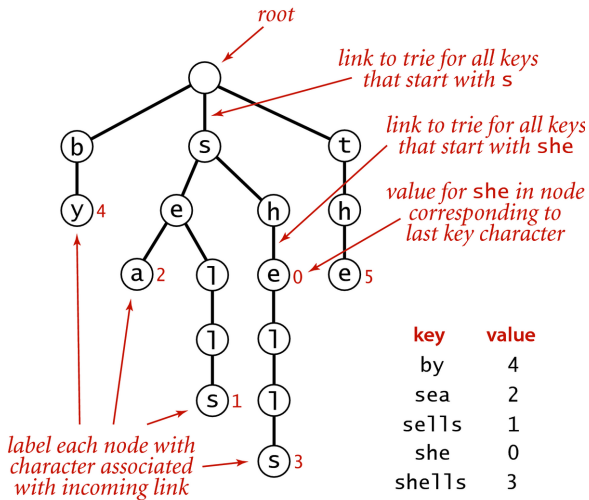 root
link to trie for all keys
that start with s
link to trie for all keys
that start with she
b
s
t
value for she in node
corresponding to
last key character
y 4
e
h
h
a 2
l
e 0
e 5
l
l
s 1
l
s 3
label each node with
character associated
with incoming link
key value
by 4
sea 2
sells 1
she 0
shells 3